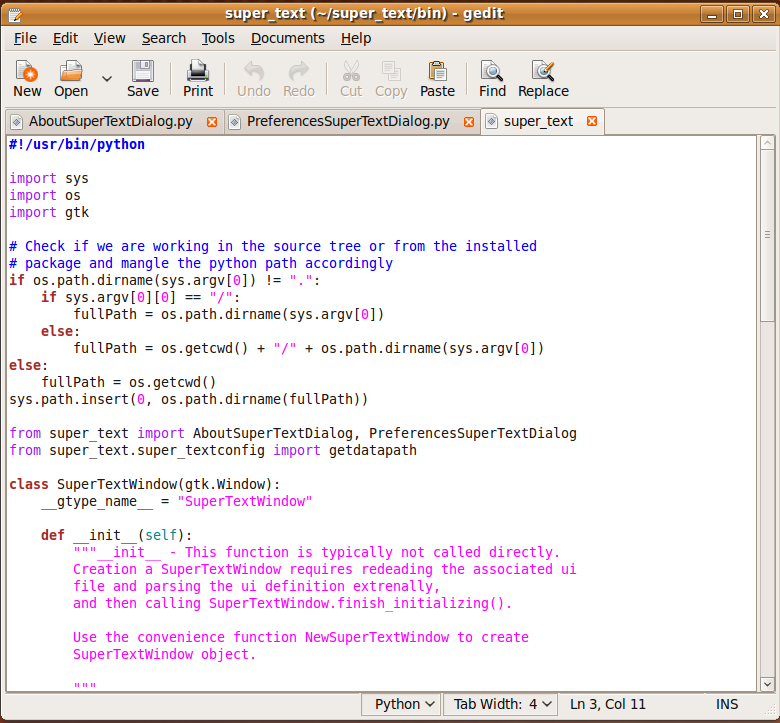 super_text (~/super_text/bin) - gedit
File Edit View Search Tools Documents Help
New Open Save Print Undo Redo Cut Copy Paste Find Replace
AboutSuperTextDialog.py PreferencesSuperTextDialog.py super_text
#!/usr/bin/python
import sys
import os
import gtk
# Check if we are working in the source tree or from the installed
# package and mangle the python path accordingly
if os.path.dirname(sys.argv[0]) != ".":
    if sys.argv[0][0] == "/":
        fullPath = os.path.dirname(sys.argv[0])
    else:
        fullPath = os.getcwd() + "/" + os.path.dirname(sys.argv[0])
else:
    fullPath = os.getcwd()
sys.path.insert(0, os.path.dirname(fullPath))
from super_text import AboutSuperTextDialog, PreferencesSuperTextDialog
from super_text.super_textconfig import getdatapath
class SuperTextWindow(gtk.Window):
    __gtype_name__ = "SuperTextWindow"
    def __init__(self):
        """__init__ - This function is typically not called directly.
        Creation a SuperTextWindow requires redeading the associated ui
        file and parsing the ui definition extrenally,
        and then calling SuperTextWindow.finish_initializing().
        Use the convenience function NewSuperTextWindow to create
        SuperTextWindow object.
        """
Python Tab Width: 4 Ln 3, Col 11 INS